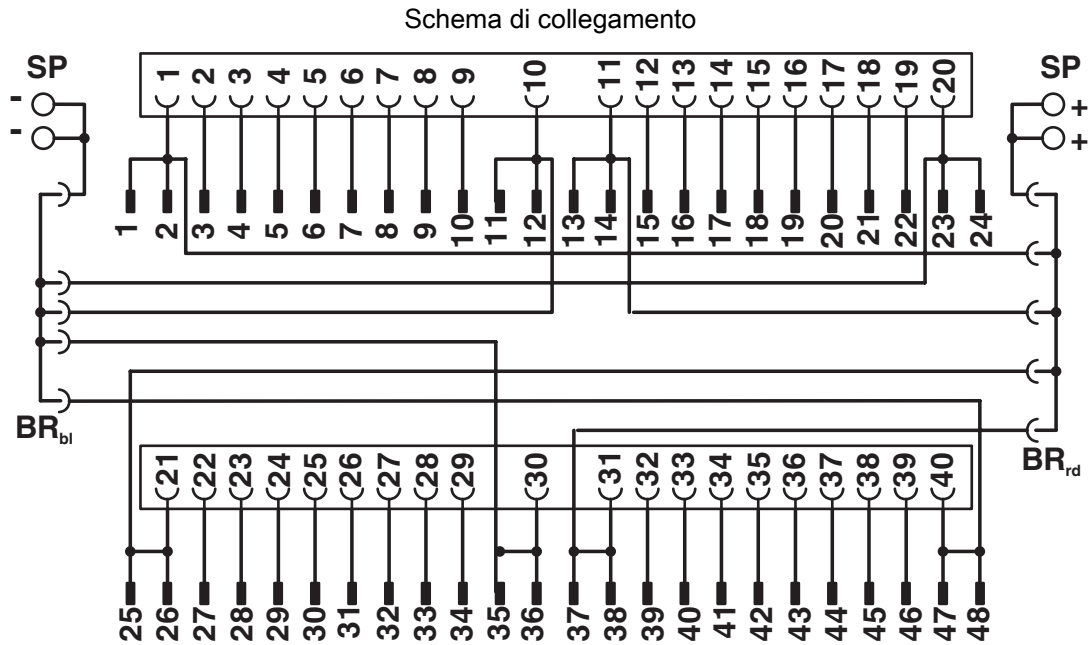 Schema di collegamento
SP
SP
1 2 3 4 5 6 7 8 9 10 11 12 13 14 15 16 17 18 19 20
-
+
-
+
1 2 3 4 5 6 7 8 9 10 11 12 13 14 15 16 17 18 19 20 21 22 23 24
BRbl
BRrd
21 22 23 24 25 26 27 28 29 30 31 32 33 34 35 36 37 38 39 40
25 26 27 28 29 30 31 32 33 34 35 36 37 38 39 40 41 42 43 44 45 46 47 48